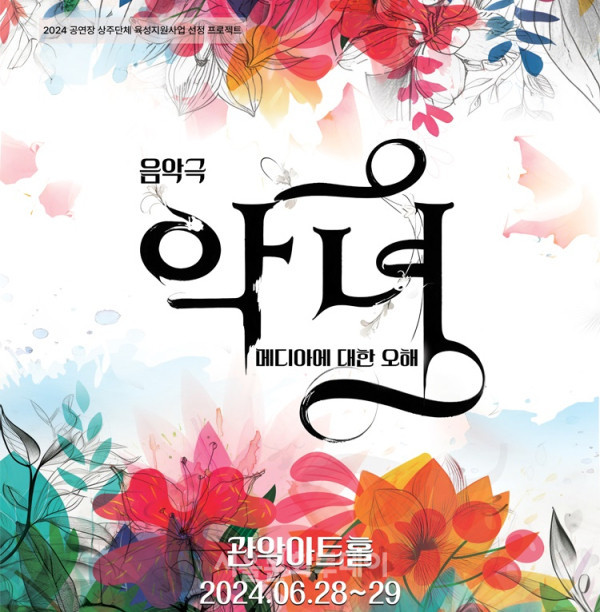 2024 공연장 상주단체 육성지원사업 선정 프로젝트
음악극
악녀
메디아에 대한 오해
관악아트홀
2024.06.28~29